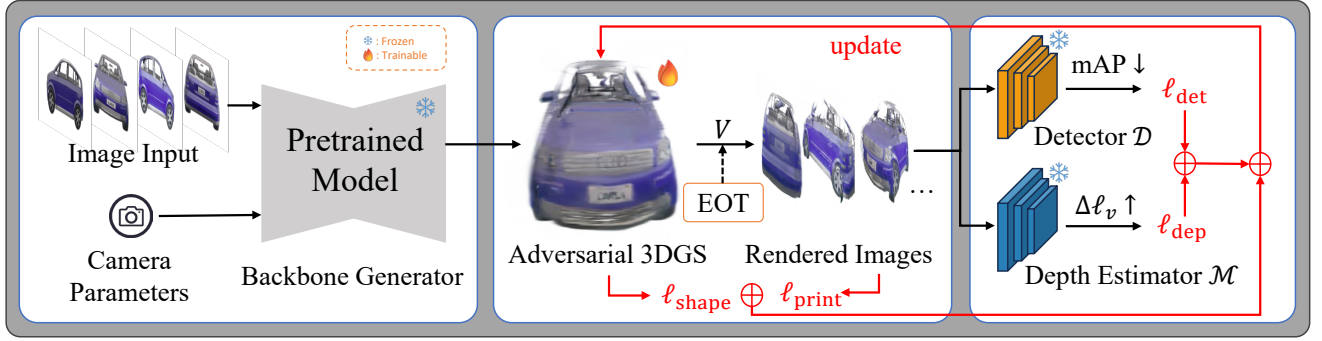 : Frozen
: Trainable
Image Input
Camera
Parameters
Pretrained
Model
Backbone Generator
update
V
EOT
...
Adversarial 3DGS
Rendered Images
ℓshape
ℓprint
mAP ↓
Detector 𝒟
Δℓv ↑
Depth Estimator ℳ
ℓdet
ℓdep